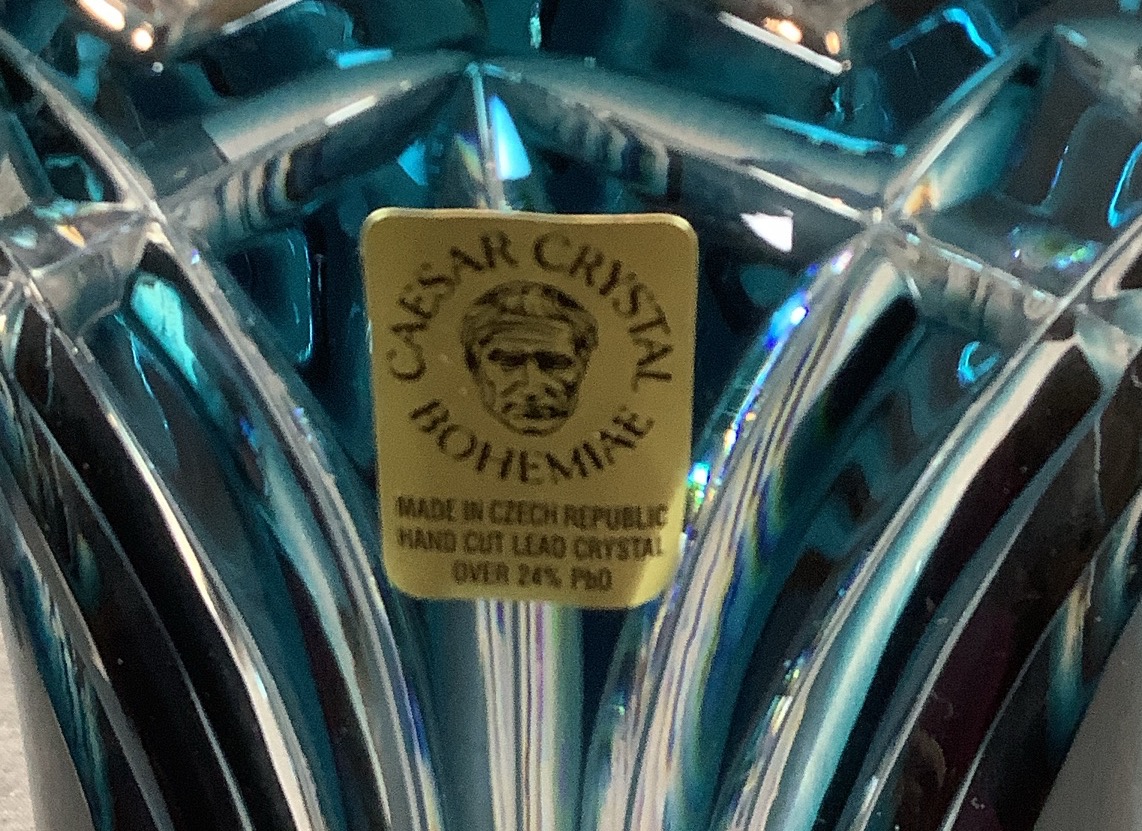 CAESAR CRYSTAL
BOHEMIAE
MADE IN CZECH REPUBLIC
HAND CUT LEAD CRYSTAL
OVER 24% PbO